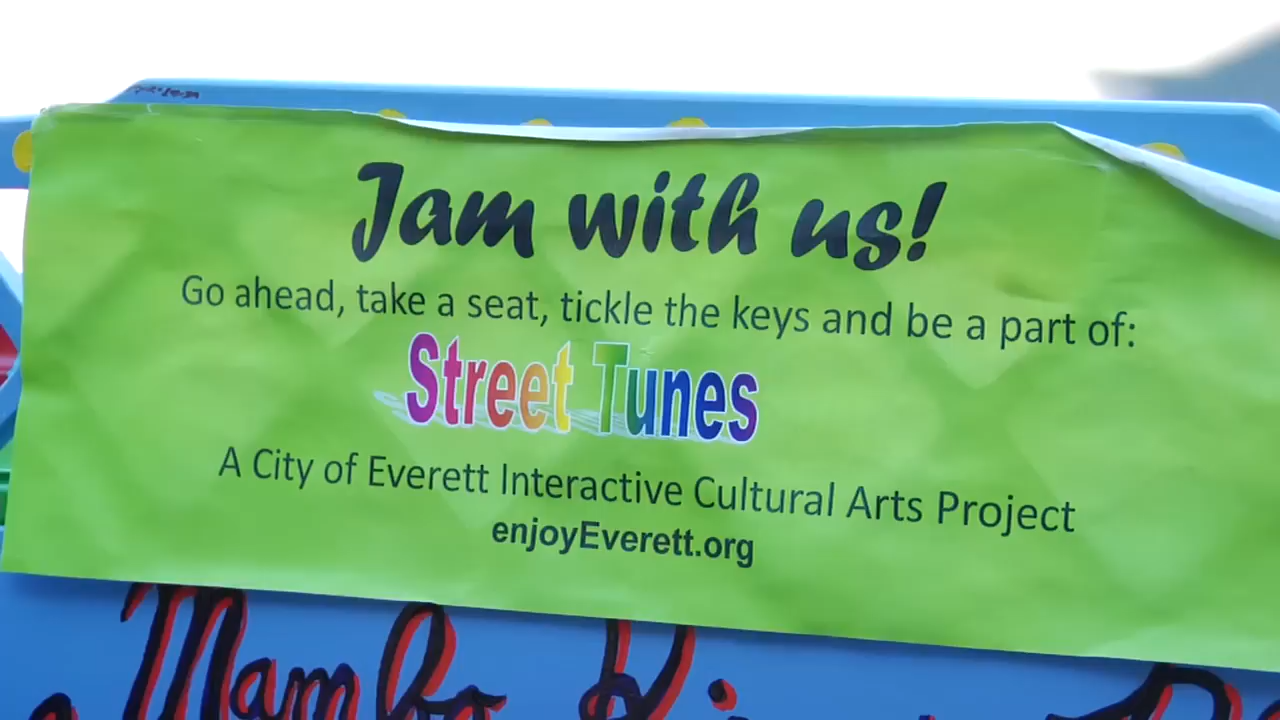 Jam with us!
Go ahead, take a seat, tickle the keys and be a part of:
Street Tunes
A City of Everett Interactive Cultural Arts Project
enjoyEverett.org
Mambo